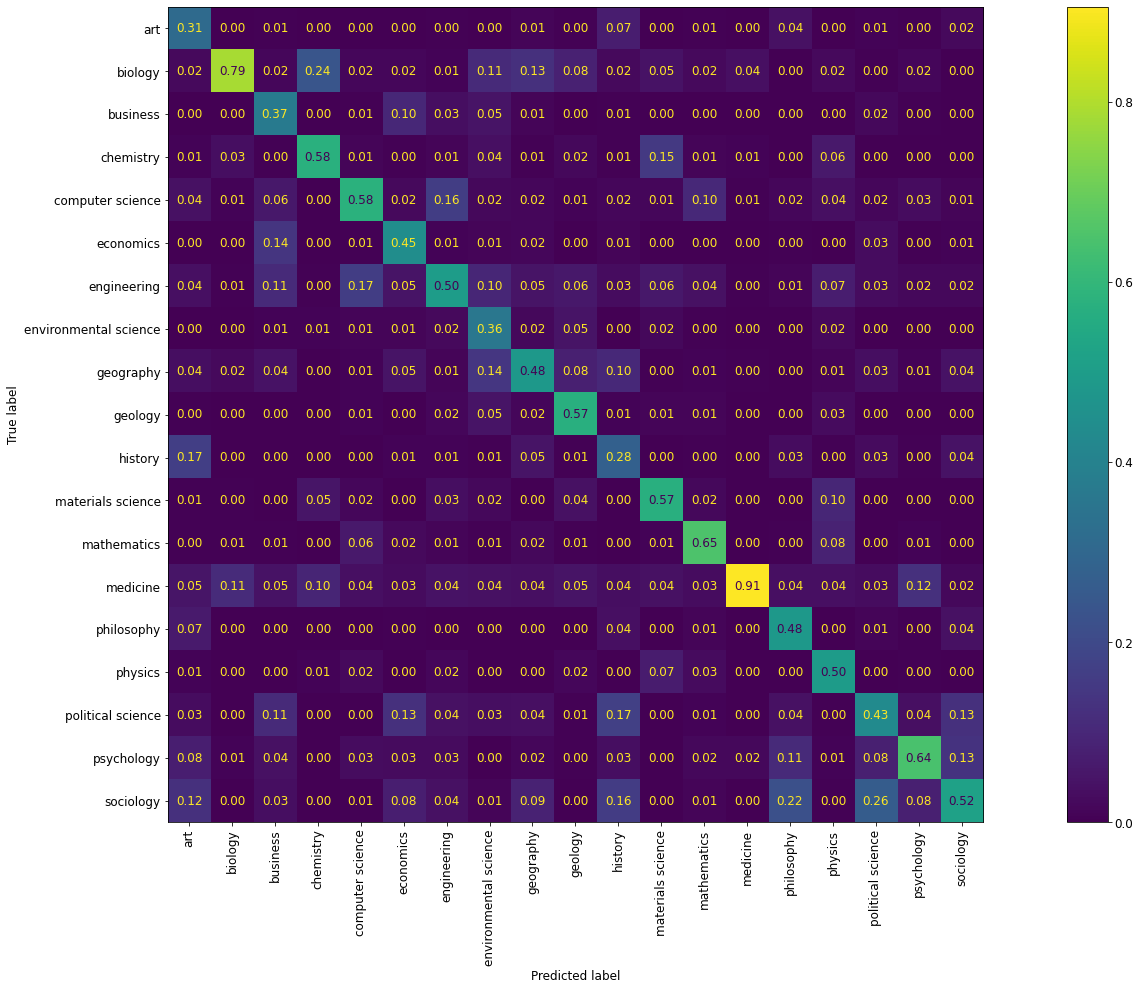 art 0.31 0.00 0.01 0.00 0.00 0.00 0.00 0.00 0.01 0.00 0.07 0.00 0.00 0.00 0.04 0.00 0.01 0.00 0.02
biology 0.02 0.79 0.02 0.24 0.02 0.02 0.01 0.11 0.13 0.08 0.02 0.05 0.02 0.04 0.00 0.02 0.00 0.02 0.00
0.8
business 0.00 0.00 0.37 0.00 0.01 0.10 0.03 0.05 0.01 0.00 0.01 0.00 0.00 0.00 0.00 0.00 0.02 0.00 0.00
chemistry 0.01 0.03 0.00 0.58 0.01 0.00 0.01 0.04 0.01 0.02 0.01 0.15 0.01 0.01 0.00 0.06 0.00 0.00 0.00
computer science 0.04 0.01 0.06 0.00 0.58 0.02 0.16 0.02 0.02 0.01 0.02 0.01 0.10 0.01 0.02 0.04 0.02 0.03 0.01
economics 0.00 0.00 0.14 0.00 0.01 0.45 0.01 0.01 0.02 0.00 0.01 0.00 0.00 0.00 0.00 0.00 0.03 0.00 0.01
engineering 0.04 0.01 0.11 0.00 0.17 0.05 0.50 0.10 0.05 0.06 0.03 0.06 0.04 0.00 0.01 0.07 0.03 0.02 0.02
0.6
environmental science 0.00 0.00 0.01 0.01 0.01 0.01 0.02 0.36 0.02 0.05 0.00 0.02 0.00 0.00 0.00 0.02 0.00 0.00 0.00
geography 0.04 0.02 0.04 0.00 0.01 0.05 0.01 0.14 0.48 0.08 0.10 0.00 0.01 0.00 0.00 0.01 0.03 0.01 0.04
True label
geology 0.00 0.00 0.00 0.00 0.01 0.00 0.02 0.05 0.02 0.57 0.01 0.01 0.01 0.00 0.00 0.03 0.00 0.00 0.00
history 0.17 0.00 0.00 0.00 0.00 0.01 0.01 0.01 0.05 0.01 0.28 0.00 0.00 0.00 0.03 0.00 0.03 0.00 0.04
0.4
materials science 0.01 0.00 0.00 0.05 0.02 0.00 0.03 0.02 0.00 0.04 0.00 0.57 0.02 0.00 0.00 0.10 0.00 0.00 0.00
mathematics 0.00 0.01 0.01 0.00 0.06 0.02 0.01 0.01 0.02 0.01 0.00 0.01 0.65 0.00 0.00 0.08 0.00 0.01 0.00
medicine 0.05 0.11 0.05 0.10 0.04 0.03 0.04 0.04 0.04 0.05 0.04 0.04 0.03 0.91 0.04 0.04 0.03 0.12 0.02
philosophy 0.07 0.00 0.00 0.00 0.00 0.00 0.00 0.00 0.00 0.00 0.04 0.00 0.01 0.00 0.48 0.00 0.01 0.00 0.04
0.2
physics 0.01 0.00 0.00 0.01 0.02 0.00 0.02 0.00 0.00 0.02 0.00 0.07 0.03 0.00 0.00 0.50 0.00 0.00 0.00
political science 0.03 0.00 0.11 0.00 0.00 0.13 0.04 0.03 0.04 0.01 0.17 0.00 0.01 0.00 0.04 0.00 0.43 0.04 0.13
psychology 0.08 0.01 0.04 0.00 0.03 0.03 0.03 0.00 0.02 0.00 0.03 0.00 0.02 0.02 0.11 0.01 0.08 0.64 0.13
sociology 0.12 0.00 0.03 0.00 0.01 0.08 0.04 0.01 0.09 0.00 0.16 0.00 0.01 0.00 0.22 0.00 0.26 0.08 0.52
0.0
art
biology
business
chemistry
computer science
economics
engineering
environmental science
geography
geology
history
materials science
mathematics
medicine
philosophy
physics
political science
psychology
sociology
Predicted label